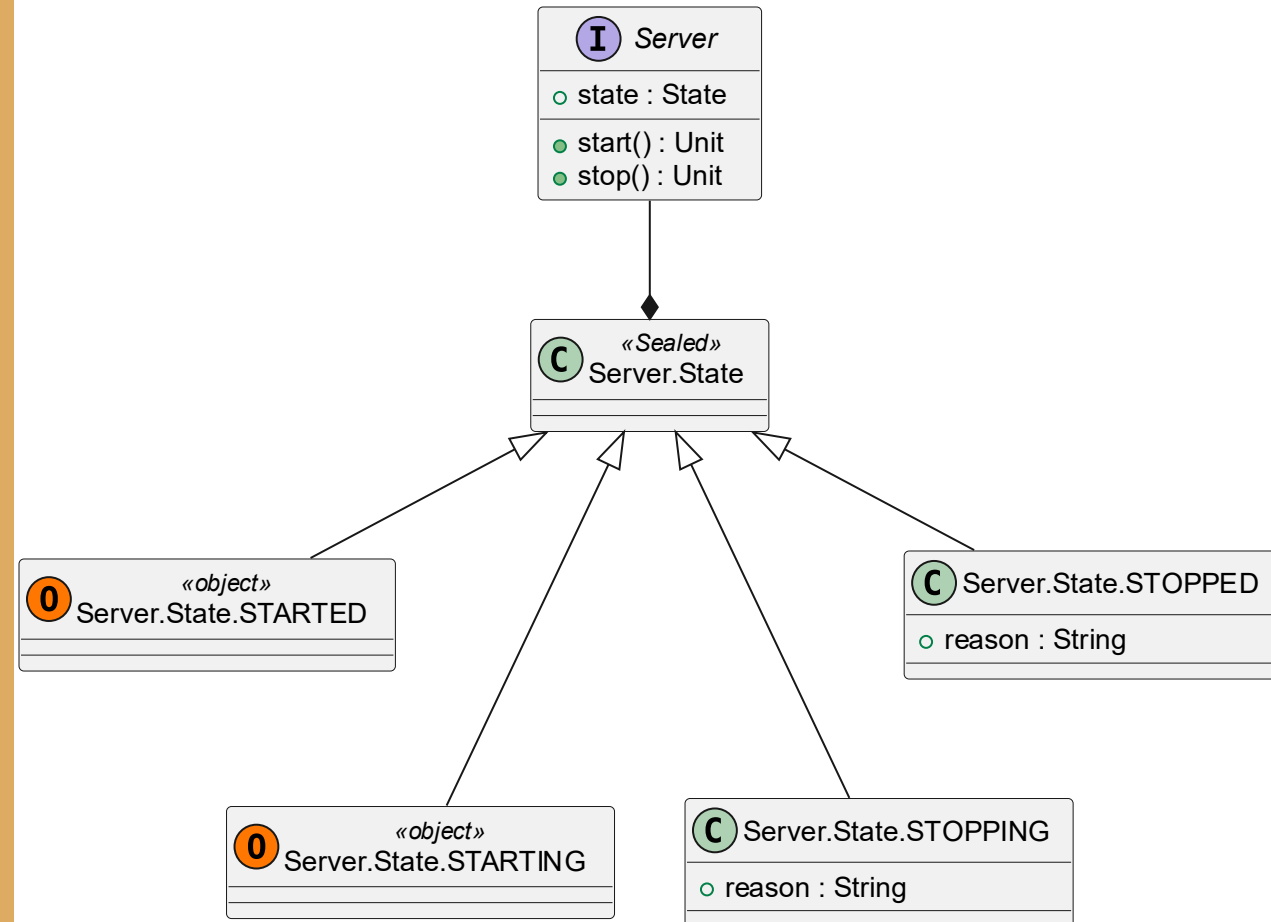 I Server
state : State
start() : Unit
stop() : Unit
«Sealed»
C Server.State
«object»
O Server.State.STARTED
C Server.State.STOPPED
reason : String
«object»
O Server.State.STARTING
C Server.State.STOPPING
reason : String